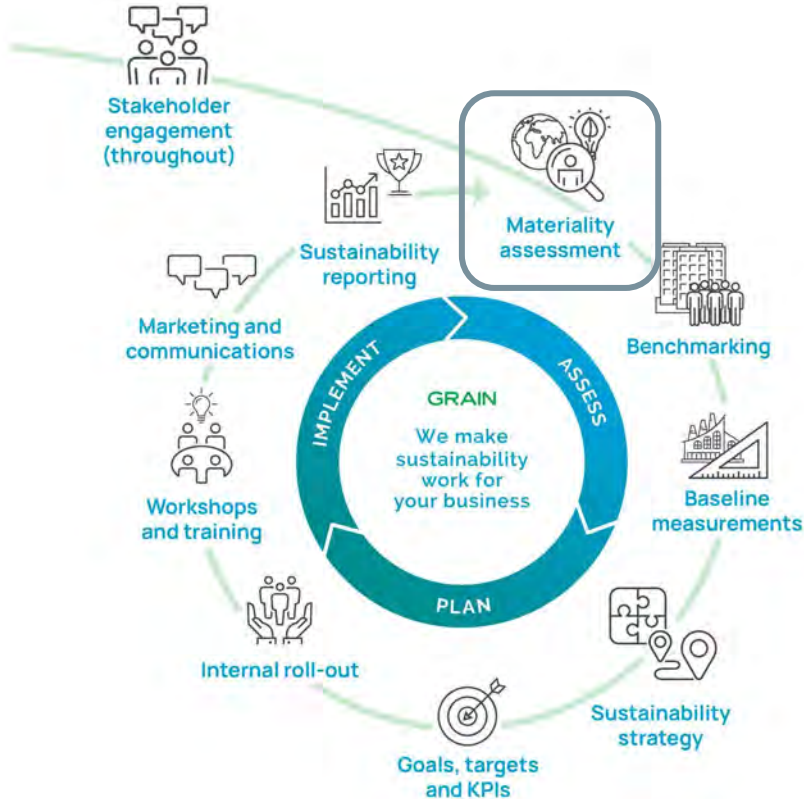 Stakeholder
engagement
(throughout)
Materiality
assessment
Benchmarking
Baseline
measurements
Sustainability
strategy
Goals, targets
and KPIs
Internal roll-out
Workshops
and training
Marketing and
communications
Sustainability
reporting
ASSESS
PLAN
IMPLEMENT
GRAIN
We make
sustainability
work for
your business